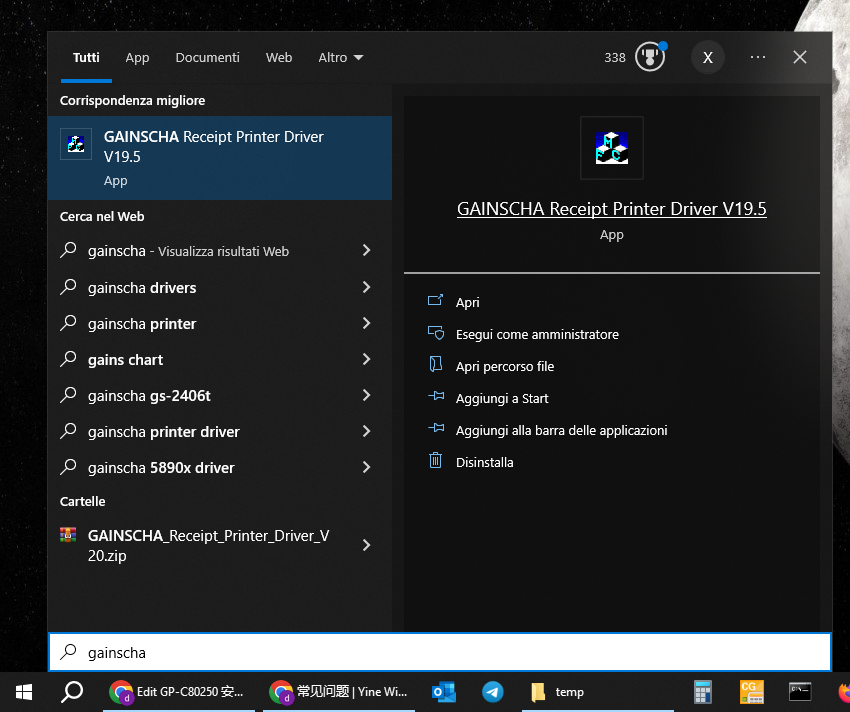 Tutti App Documenti Web Altro 338 X
Corrispondenza migliore
GAINSCHA Receipt Printer Driver
V19.5
App
Cerca nel Web
gainscha - Visualizza risultati Web
gainscha drivers
gainscha printer
gains chart
gainscha gs-2406t
gainscha printer driver
gainscha 5890x driver
Cartelle
GAINSCHA_Receipt_Printer_Driver_V
20.zip
MFC
GAINSCHA Receipt Printer Driver V19.5
App
Apri
Esegui come amministratore
Apri percorso file
Aggiungi a Start
Aggiungi alla barra delle applicazioni
Disinstalla
gainscha
d Edit GP-C80250 安... d 常见问题 | Yine Wi... temp CG